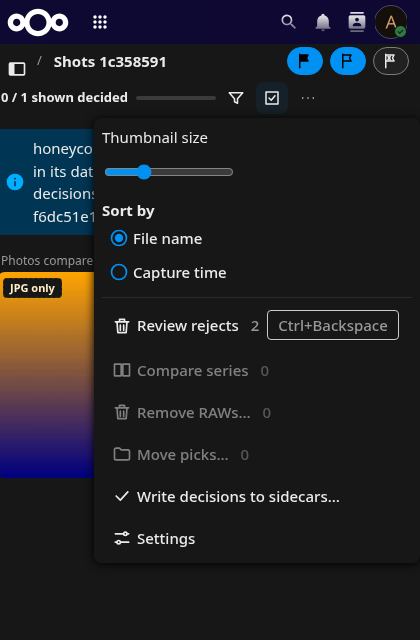 A
/ Shots 1c358591
0 / 1 shown decided
Thumbnail size
honeyco
in its dat
decisions
f6dc51e1
Sort by
File name
Capture time
Photos compare
JPG only
Review rejects 2 Ctrl+Backspace
Compare series 0
Remove RAWs... 0
Move picks... 0
Write decisions to sidecars...
Settings